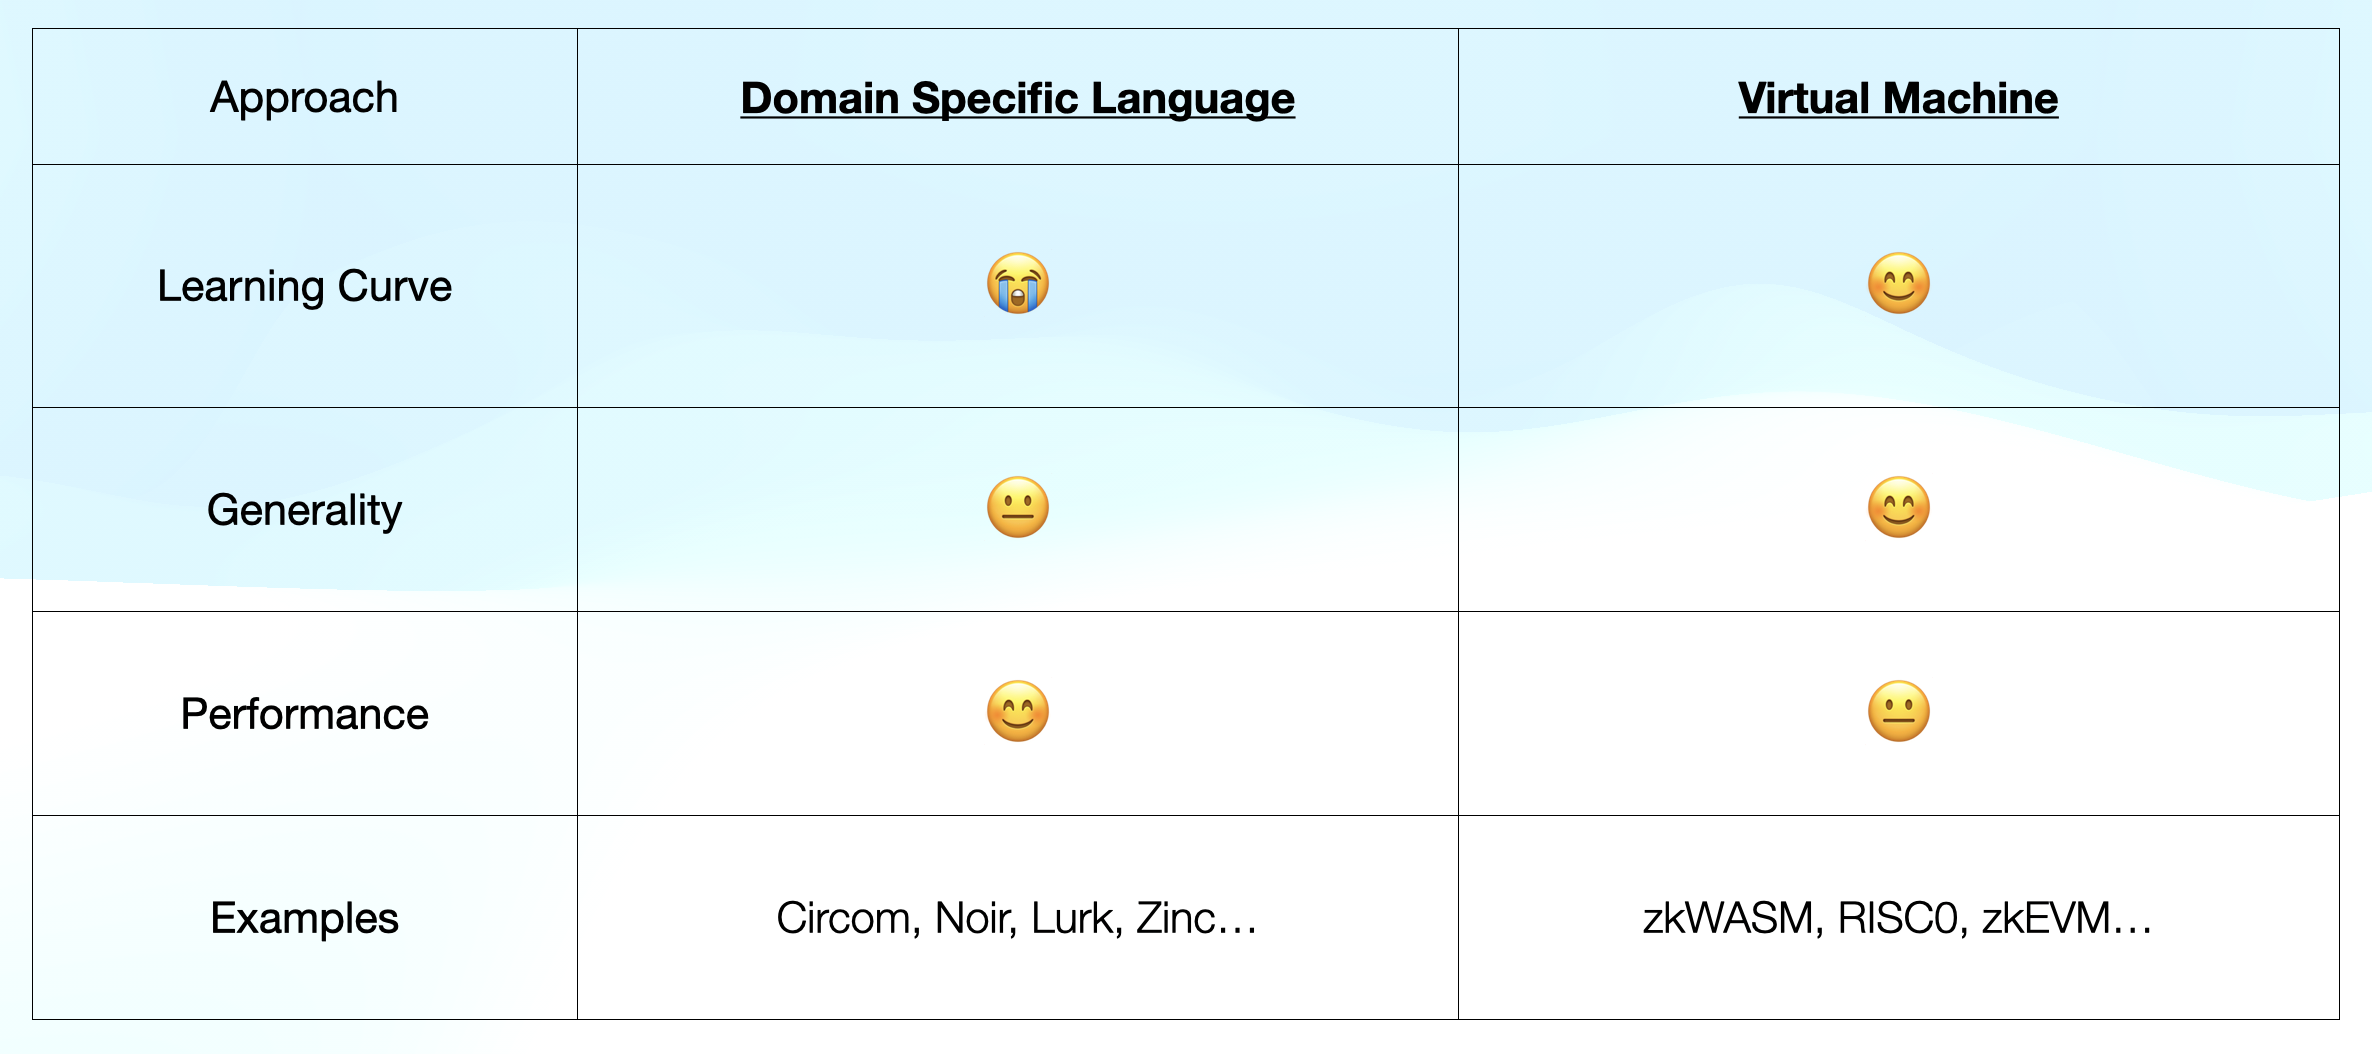 Approach
Domain Specific Language
Virtual Machine
Learning Curve
😭
😊
Generality
😐
😊
Performance
😊
😐
Examples
Circom, Noir, Lurk, Zinc…
zkWASM, RISC0, zkEVM…